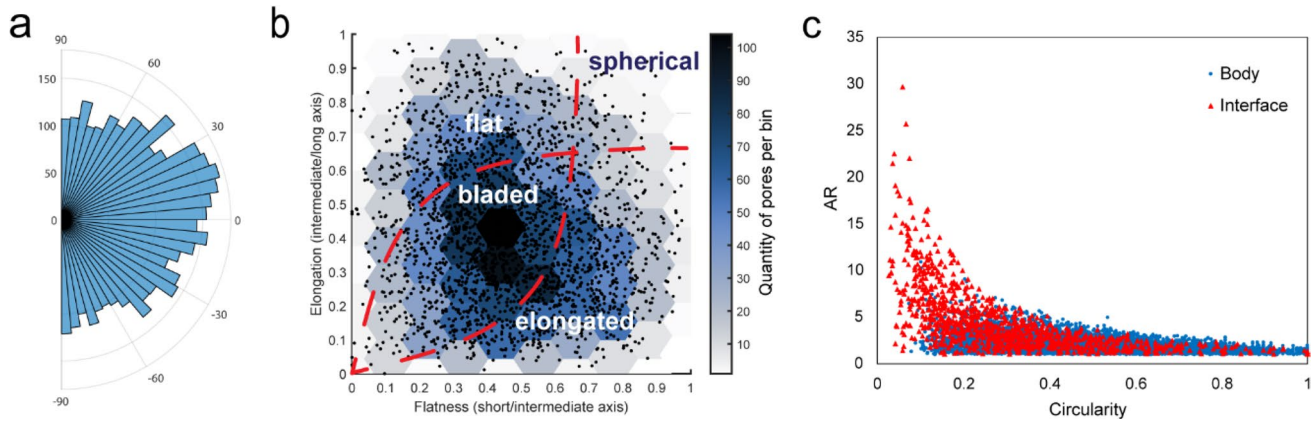 a
90
60
150
100
30
50
0
0
-30
-60
-90
b
1
0.9
0.8
0.7
0.6
0.5
0.4
0.3
0.2
0.1
0
Elongation (intermediate/long axis)
spherical
flat
bladed
elongated
0 0.1 0.2 0.3 0.4 0.5 0.6 0.7 0.8 0.9 1
Flatness (short/intermediate axis)
100
90
80
70
60
50
40
30
20
10
Quantity of pores per bin
c
35
30
25
20
15
10
5
0
AR
Body
Interface
0 0.2 0.4 0.6 0.8 1
Circularity